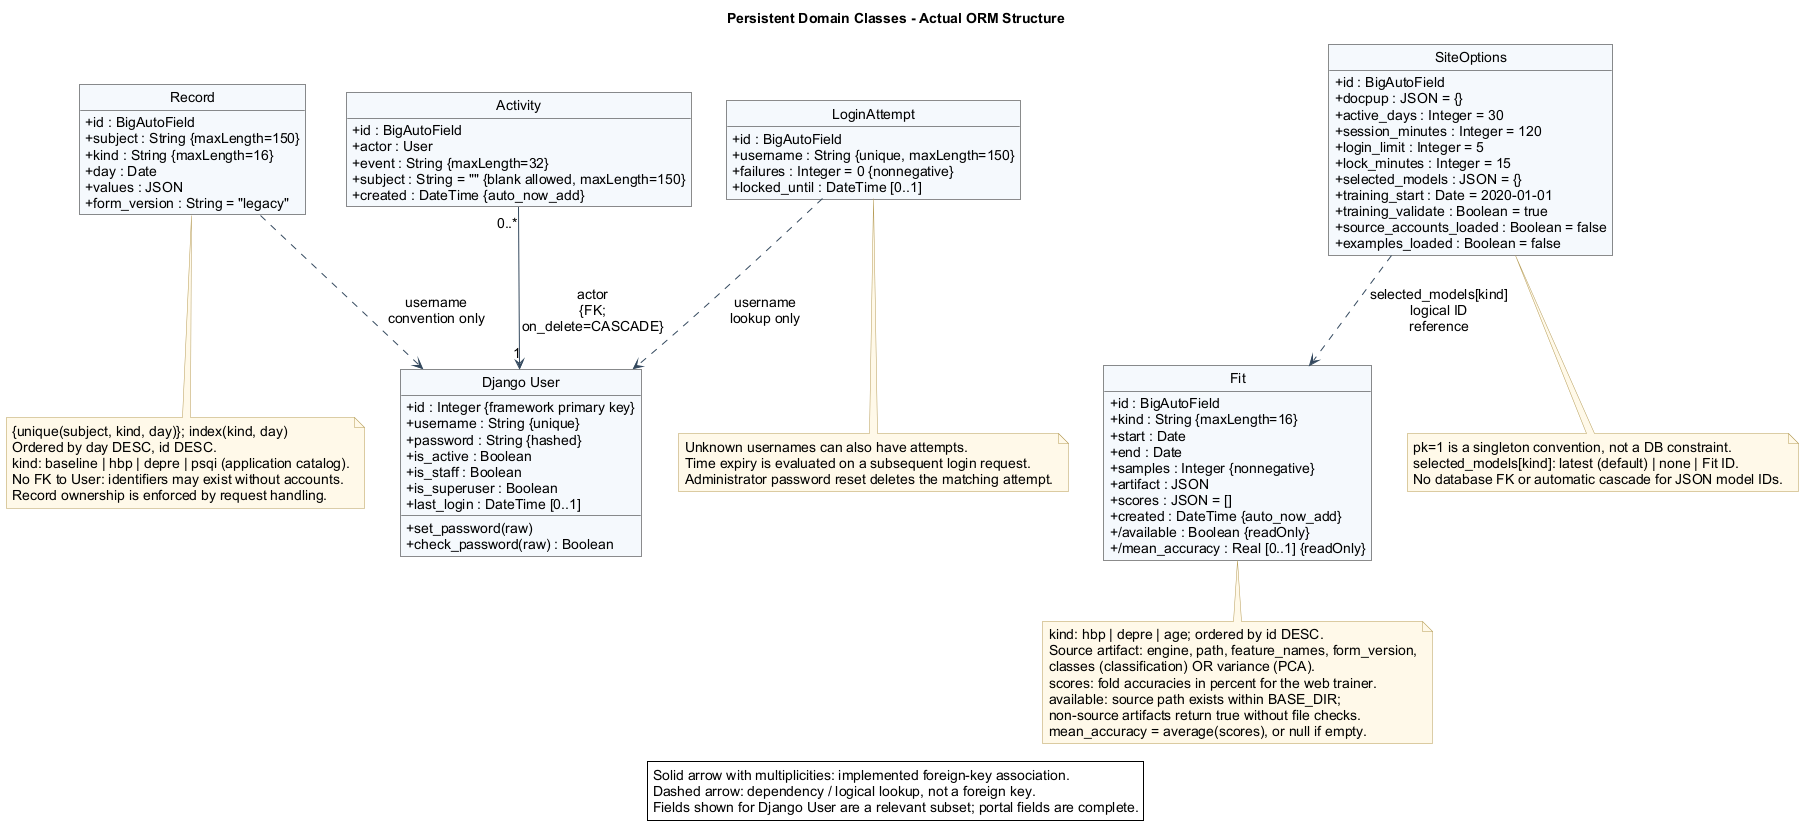 Persistent Domain Classes - Actual ORM Structure
Record
+id : BigAutoField
+subject : String {maxLength=150}
+kind : String {maxLength=16}
+day : Date
+values : JSON
+form_version : String = "legacy"
Activity
+id : BigAutoField
+actor : User
+event : String {maxLength=32}
+subject : String = "" {blank allowed, maxLength=150}
+created : DateTime {auto_now_add}
LoginAttempt
+id : BigAutoField
+username : String {unique, maxLength=150}
+failures : Integer = 0 {nonnegative}
+locked_until : DateTime [0..1]
SiteOptions
+id : BigAutoField
+docpup : JSON = {}
+active_days : Integer = 30
+session_minutes : Integer = 120
+login_limit : Integer = 5
+lock_minutes : Integer = 15
+selected_models : JSON = {}
+training_start : Date = 2020-01-01
+training_validate : Boolean = true
+source_accounts_loaded : Boolean = false
+examples_loaded : Boolean = false
0..*
username
convention only
actor
{FK;
on_delete=CASCADE}
1
username
lookup only
selected_models[kind]
logical ID
reference
Django User
+id : Integer {framework primary key}
+username : String {unique}
+password : String {hashed}
+is_active : Boolean
+is_staff : Boolean
+is_superuser : Boolean
+last_login : DateTime [0..1]
+set_password(raw)
+check_password(raw) : Boolean
Fit
+id : BigAutoField
+kind : String {maxLength=16}
+start : Date
+end : Date
+samples : Integer {nonnegative}
+artifact : JSON
+scores : JSON = []
+created : DateTime {auto_now_add}
+/available : Boolean {readOnly}
+/mean_accuracy : Real [0..1] {readOnly}
{unique(subject, kind, day)}; index(kind, day)
Ordered by day DESC, id DESC.
kind: baseline | hbp | depre | psqi (application catalog).
No FK to User: identifiers may exist without accounts.
Record ownership is enforced by request handling.
Unknown usernames can also have attempts.
Time expiry is evaluated on a subsequent login request.
Administrator password reset deletes the matching attempt.
pk=1 is a singleton convention, not a DB constraint.
selected_models[kind]: latest (default) | none | Fit ID.
No database FK or automatic cascade for JSON model IDs.
kind: hbp | depre | age; ordered by id DESC.
Source artifact: engine, path, feature_names, form_version,
classes (classification) OR variance (PCA).
scores: fold accuracies in percent for the web trainer.
available: source path exists within BASE_DIR;
non-source artifacts return true without file checks.
mean_accuracy = average(scores), or null if empty.
Solid arrow with multiplicities: implemented foreign-key association.
Dashed arrow: dependency / logical lookup, not a foreign key.
Fields shown for Django User are a relevant subset; portal fields are complete.